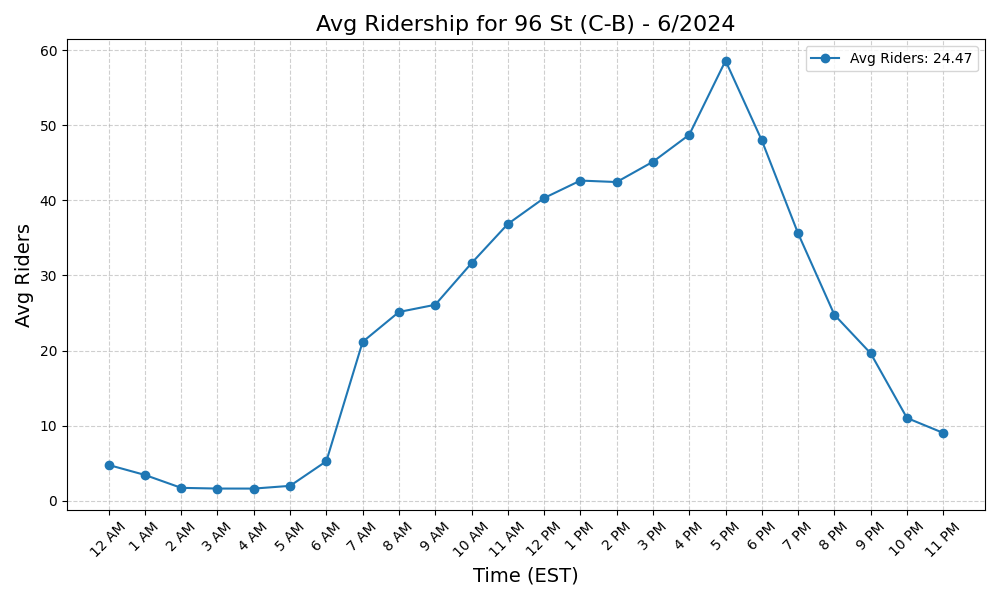 Avg Ridership for 96 St (C-B) - 6/2024
Avg Riders: 24.47
Avg Riders
60
50
40
30
20
10
0
12 AM
1 AM
2 AM
3 AM
4 AM
5 AM
6 AM
7 AM
8 AM
9 AM
10 AM
11 AM
12 PM
1 PM
2 PM
3 PM
4 PM
5 PM
6 PM
7 PM
8 PM
9 PM
10 PM
11 PM
Time (EST)